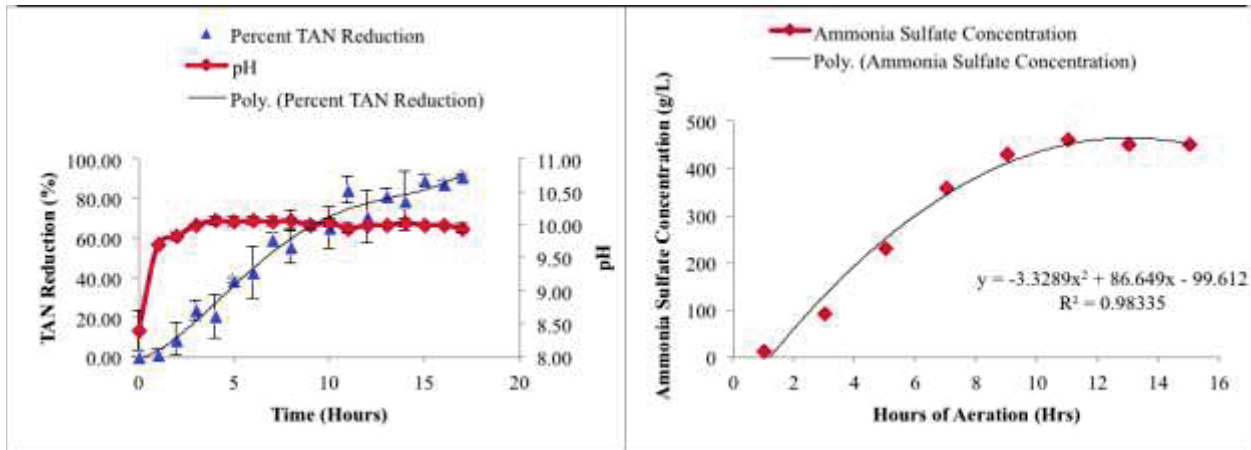 Percent TAN Reduction
pH
Poly. (Percent TAN Reduction)
TAN Reduction (%)
100.00
80.00
60.00
40.00
20.00
0.00
11.00
10.50
10.00
9.50
9.00
8.50
8.00
pH
0
5
10
15
20
Time (Hours)
Ammonia Sulfate Concentration
Poly. (Ammonia Sulfate Concentration)
Ammonia Sulfate Concentration (g/L)
500
400
300
200
100
0
y = -3.3289x² + 86.649x - 99.612
R² = 0.98335
0
2
4
6
8
10
12
14
16
Hours of Aeration (Hrs)